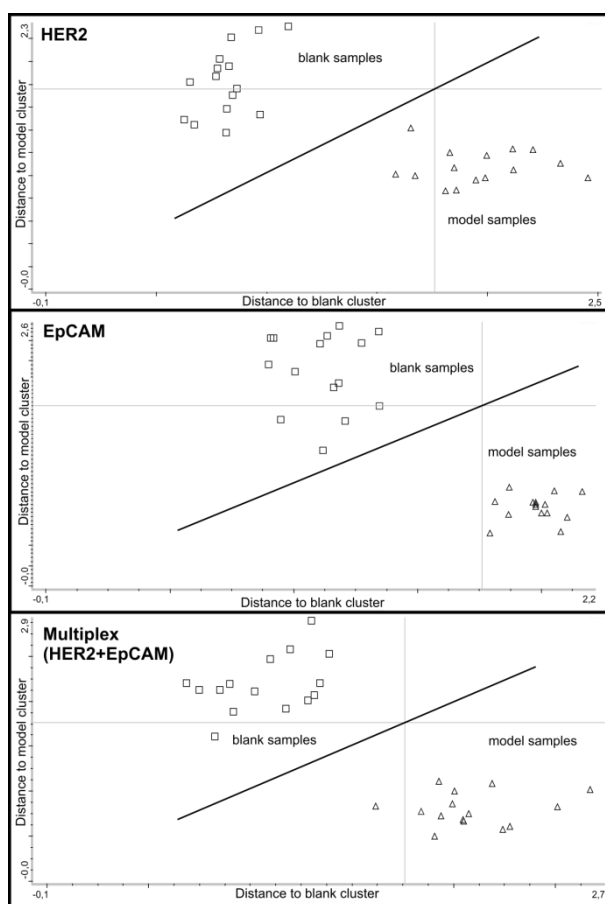 HER2
2,3
blank samples
Distance to model cluster
model samples
-0,0
-0,1
Distance to blank cluster
2,5
EpCAM
2,6
blank samples
Distance to model cluster
model samples
-0,0
-0,1
Distance to blank cluster
2,2
Multiplex
(HER2+EpCAM)
2,9
blank samples
model samples
Distance to model cluster
-0,0
-0,1
Distance to blank cluster
2,7